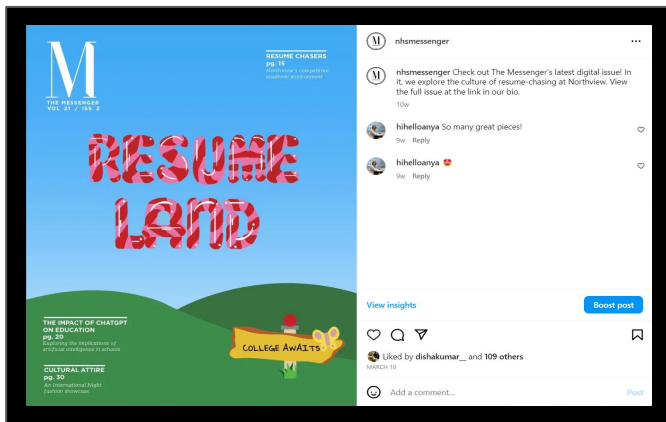 M
THE MESSENGER
VOL 21 / ISS 2
RESUME CHASERS
pg. 15
Northview's competitive
academic environment
RESUME
LAND
THE IMPACT OF CHATGPT
ON EDUCATION
pg. 20
Exploring the implications of
artificial intelligence in schools
CULTURAL ATTIRE
pg. 30
An International Night
fashion showcase
COLLEGE AWAITS
M
nhsmessenger
M
nhsmessenger Check out The Messenger's latest digital issue! In
it, we explore the culture of resume-chasing at Northview. View
the full issue at the link in our bio.
10w
hihelloanya So many great pieces!
9w Reply
hihelloanya 😍
9w Reply
View insights
Boost post
Liked by dishakumar__ and 109 others
MARCH 10
Add a comment...
Post